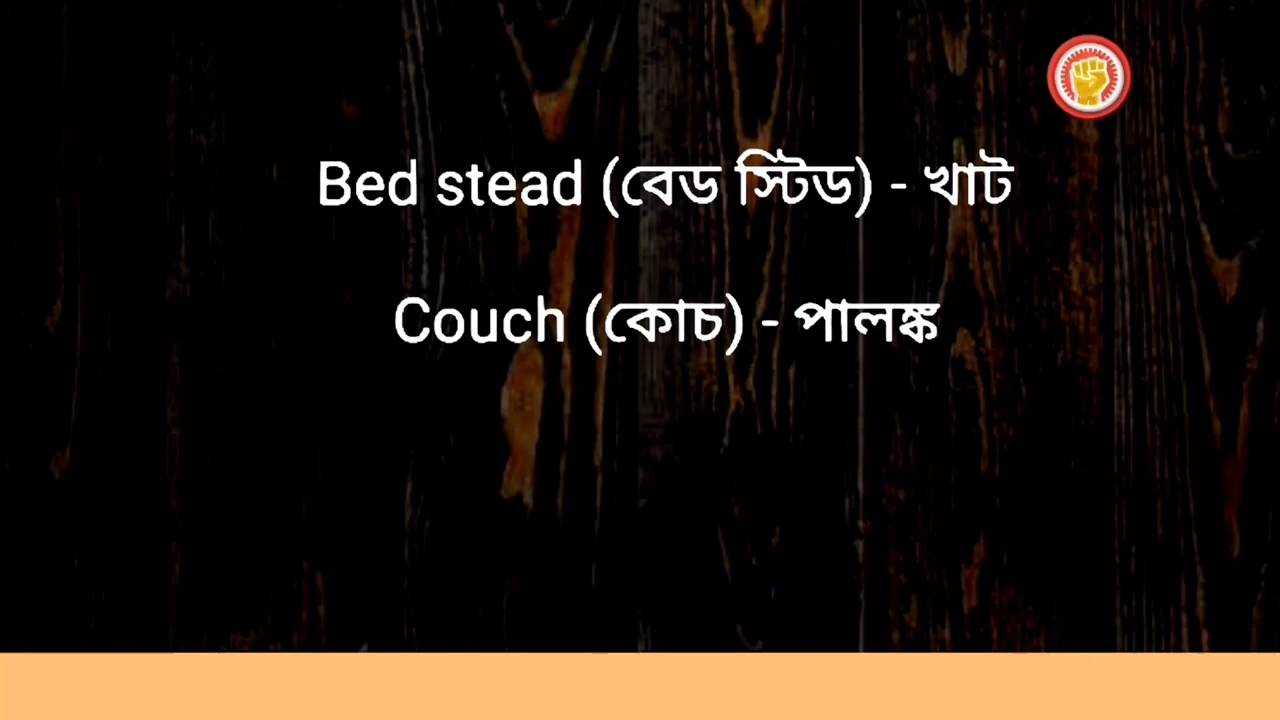 Bed stead (বেড স্টিড) - খাট
Couch (কোচ) - পালঙ্ক